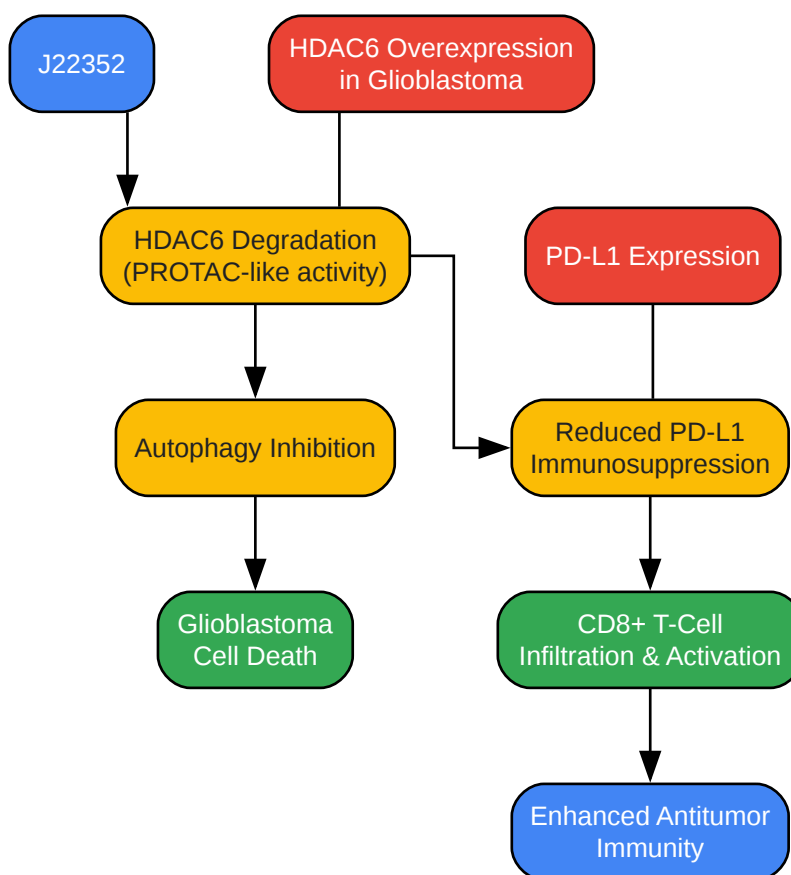 J22352
HDAC6 Overexpression
in Glioblastoma
HDAC6 Degradation
(PROTAC-like activity)
PD-L1 Expression
Autophagy Inhibition
Reduced PD-L1
Immunosuppression
Glioblastoma
Cell Death
CD8+ T-Cell
Infiltration & Activation
Enhanced Antitumor
Immunity